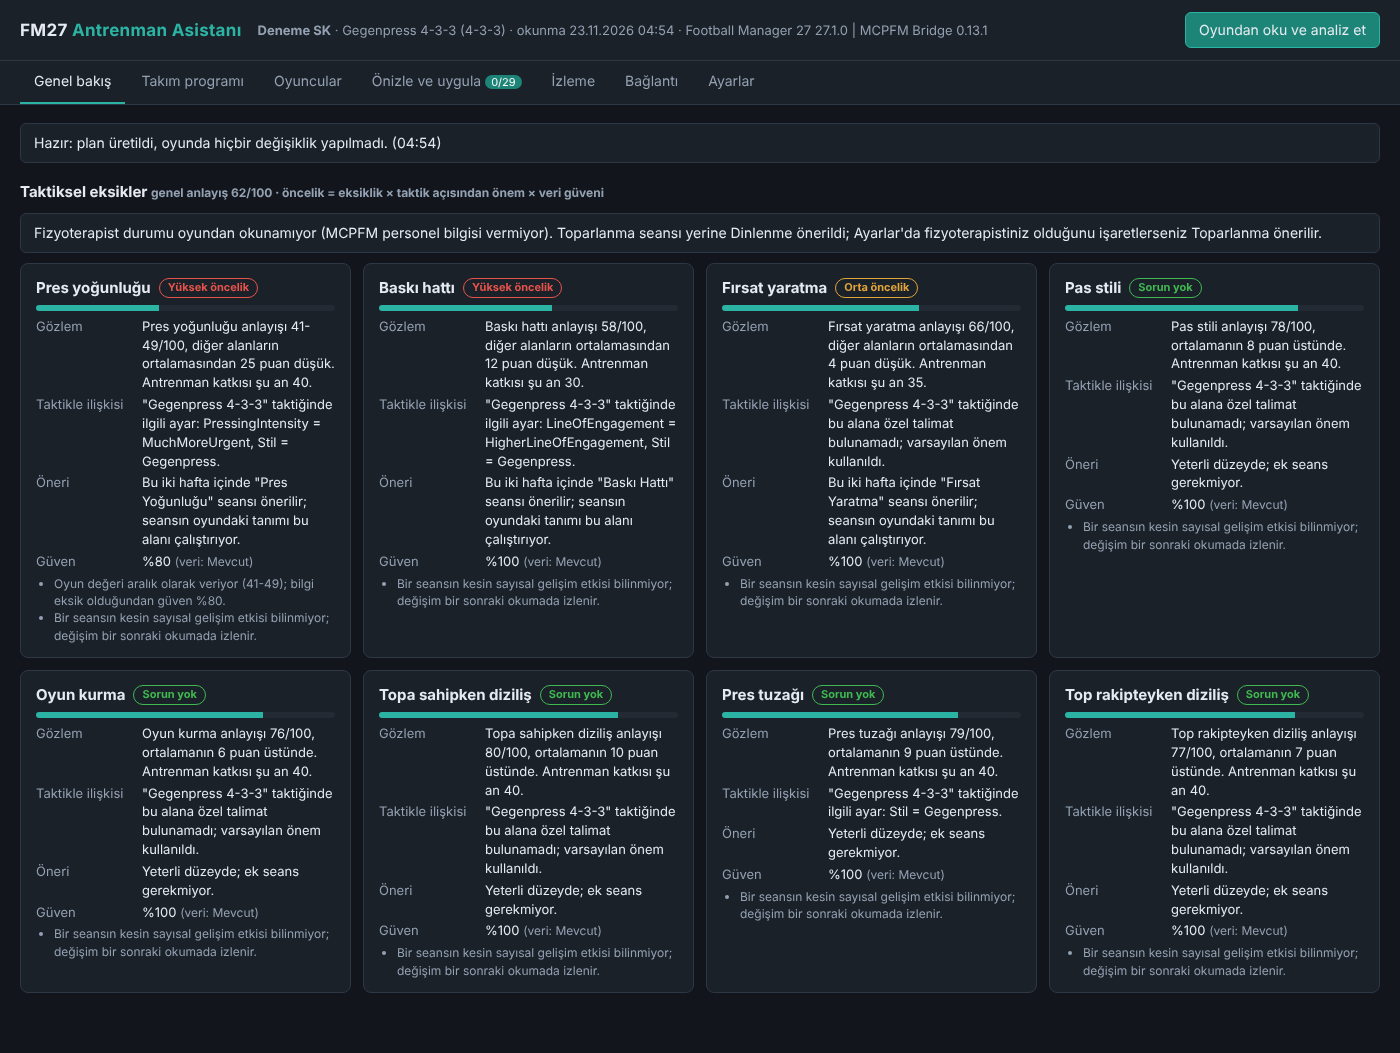 FM27 Antrenman Asistanı Deneme SK · Gegenpress 4-3-3 (4-3-3) · okunma 23.11.2026 04:54 · Football Manager 27 27.1.0 | MCPFM Bridge 0.13.1 Oyundan oku ve analiz et
Genel bakış Takım programı Oyuncular Önizle ve uygula 0/29 İzleme Bağlantı Ayarlar
Hazır: plan üretildi, oyunda hiçbir değişiklik yapılmadı. (04:54)
Taktiksel eksikler genel anlayış 62/100 · öncelik = eksiklik × taktik açısından önem × veri güveni
Fizyoterapist durumu oyundan okunamıyor (MCPFM personel bilgisi vermiyor). Toparlanma seansı yerine Dinlenme önerildi; Ayarlar'da fizyoterapistiniz olduğunu işaretlerseniz Toparlanma önerilir.
Pres yoğunluğu Yüksek öncelik
Gözlem Pres yoğunluğu anlayışı 41-
49/100, diğer alanların
ortalamasından 25 puan düşük.
Antrenman katkısı şu an 40.
Taktikle ilişkisi "Gegenpress 4-3-3" taktiğinde
ilgili ayar: PressingIntensity =
MuchMoreUrgent, Stil =
Gegenpress.
Öneri Bu iki hafta içinde "Pres
Yoğunluğu" seansı önerilir;
seansın oyundaki tanımı bu
alanı çalıştırıyor.
Güven %80 (veri: Mevcut)
• Oyun değeri aralık olarak veriyor (41-49); bilgi
eksik olduğundan güven %80.
• Bir seansın kesin sayısal gelişim etkisi bilinmiyor;
değişim bir sonraki okumada izlenir.
Baskı hattı Yüksek öncelik
Gözlem Baskı hattı anlayışı 58/100,
diğer alanların ortalamasından
12 puan düşük. Antrenman
katkısı şu an 30.
Taktikle ilişkisi "Gegenpress 4-3-3" taktiğinde
ilgili ayar: LineOfEngagement =
HigherLineOfEngagement, Stil
= Gegenpress.
Öneri Bu iki hafta içinde "Baskı Hattı"
seansı önerilir; seansın
oyundaki tanımı bu alanı
çalıştırıyor.
Güven %100 (veri: Mevcut)
• Bir seansın kesin sayısal gelişim etkisi bilinmiyor;
değişim bir sonraki okumada izlenir.
Fırsat yaratma Orta öncelik
Gözlem Fırsat yaratma anlayışı 66/100,
diğer alanların ortalamasından
4 puan düşük. Antrenman
katkısı şu an 35.
Taktikle ilişkisi "Gegenpress 4-3-3" taktiğinde
bu alana özel talimat
bulunamadı; varsayılan önem
kullanıldı.
Öneri Bu iki hafta içinde "Fırsat
Yaratma" seansı önerilir;
seansın oyundaki tanımı bu
alanı çalıştırıyor.
Güven %100 (veri: Mevcut)
• Bir seansın kesin sayısal gelişim etkisi bilinmiyor;
değişim bir sonraki okumada izlenir.
Pas stili Sorun yok
Gözlem Pas stili anlayışı 78/100,
ortalamanın 8 puan üstünde.
Antrenman katkısı şu an 40.
Taktikle ilişkisi "Gegenpress 4-3-3" taktiğinde
bu alana özel talimat
bulunamadı; varsayılan önem
kullanıldı.
Öneri Yeterli düzeyde; ek seans
gerekmiyor.
Güven %100 (veri: Mevcut)
• Bir seansın kesin sayısal gelişim etkisi bilinmiyor;
değişim bir sonraki okumada izlenir.
Oyun kurma Sorun yok
Gözlem Oyun kurma anlayışı 76/100,
ortalamanın 6 puan üstünde.
Antrenman katkısı şu an 40.
Taktikle ilişkisi "Gegenpress 4-3-3" taktiğinde
bu alana özel talimat
bulunamadı; varsayılan önem
kullanıldı.
Öneri Yeterli düzeyde; ek seans
gerekmiyor.
Güven %100 (veri: Mevcut)
• Bir seansın kesin sayısal gelişim etkisi bilinmiyor;
değişim bir sonraki okumada izlenir.
Topa sahipken diziliş Sorun yok
Gözlem Topa sahipken diziliş anlayışı
80/100, ortalamanın 10 puan
üstünde. Antrenman katkısı şu
an 40.
Taktikle ilişkisi "Gegenpress 4-3-3" taktiğinde
bu alana özel talimat
bulunamadı; varsayılan önem
kullanıldı.
Öneri Yeterli düzeyde; ek seans
gerekmiyor.
Güven %100 (veri: Mevcut)
• Bir seansın kesin sayısal gelişim etkisi bilinmiyor;
değişim bir sonraki okumada izlenir.
Pres tuzağı Sorun yok
Gözlem Pres tuzağı anlayışı 79/100,
ortalamanın 9 puan üstünde.
Antrenman katkısı şu an 40.
Taktikle ilişkisi "Gegenpress 4-3-3" taktiğinde
ilgili ayar: Stil = Gegenpress.
Öneri Yeterli düzeyde; ek seans
gerekmiyor.
Güven %100 (veri: Mevcut)
• Bir seansın kesin sayısal gelişim etkisi bilinmiyor;
değişim bir sonraki okumada izlenir.
Top rakipteyken diziliş Sorun yok
Gözlem Top rakipteyken diziliş anlayışı
77/100, ortalamanın 7 puan
üstünde. Antrenman katkısı şu
an 40.
Taktikle ilişkisi "Gegenpress 4-3-3" taktiğinde
bu alana özel talimat
bulunamadı; varsayılan önem
kullanıldı.
Öneri Yeterli düzeyde; ek seans
gerekmiyor.
Güven %100 (veri: Mevcut)
• Bir seansın kesin sayısal gelişim etkisi bilinmiyor;
değişim bir sonraki okumada izlenir.